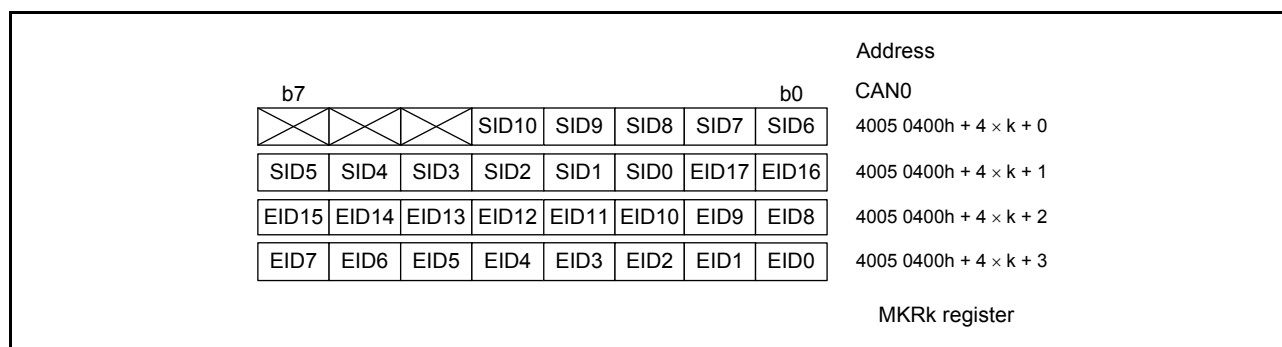 Address
b7 b0 CAN0
SID10 SID9 SID8 SID7 SID6 4005 0400h + 4 × k + 0
SID5 SID4 SID3 SID2 SID1 SID0 EID17 EID16 4005 0400h + 4 × k + 1
EID15 EID14 EID13 EID12 EID11 EID10 EID9 EID8 4005 0400h + 4 × k + 2
EID7 EID6 EID5 EID4 EID3 EID2 EID1 EID0 4005 0400h + 4 × k + 3
MKRk register